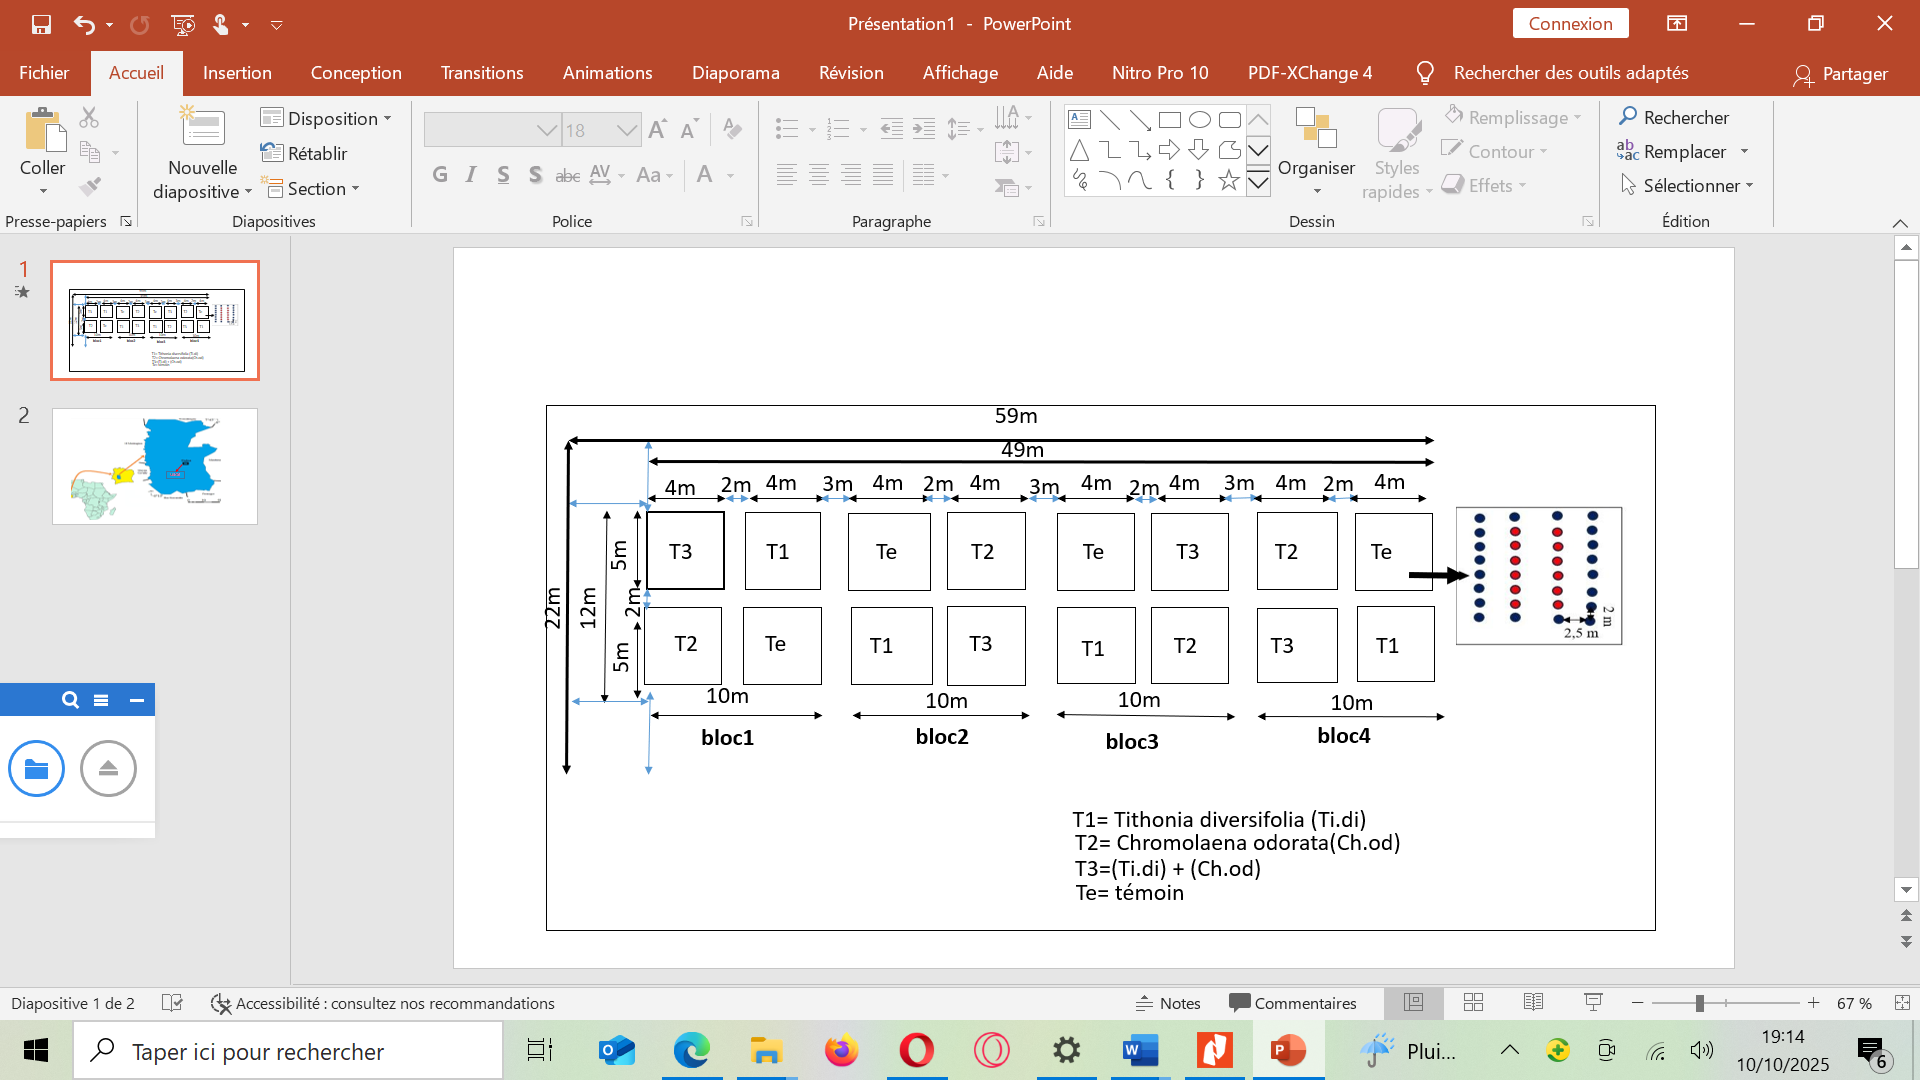 Présentation1 - PowerPoint
Connexion
Fichier Accueil Insertion Conception Transitions Animations Diaporama Révision Affichage Aide Nitro Pro 10 PDF-XChange 4 Rechercher des outils adaptés Partager
Coller
Nouvelle
diapositive
Disposition
Rétablir
Section
18
G I S S abc AV Aa A
Organiser
Styles
rapides
Remplissage
Contour
Effets
Rechercher
Remplacer
Sélectionner
Presse-papiers Diapositives Police Paragraphe Dessin Édition
1
2
59m
49m
4m 2m 4m 3m 4m 2m 4m 3m 4m 2m 4m 3m 4m 2m 4m
22m
12m
5m
2m
5m
T3 T1 Te T2 Te T3 T2 Te
T2 Te T1 T3 T1 T2 T3 T1
2 m
2,5 m
10m 10m 10m 10m
bloc1 bloc2 bloc3 bloc4
T1= Tithonia diversifolia (Ti.di)
T2= Chromolaena odorata(Ch.od)
T3=(Ti.di) + (Ch.od)
Te= témoin
Diapositive 1 de 2 Accessibilité : consultez nos recommandations Notes Commentaires 67 %
Taper ici pour rechercher
Plui...
19:14
10/10/2025
6